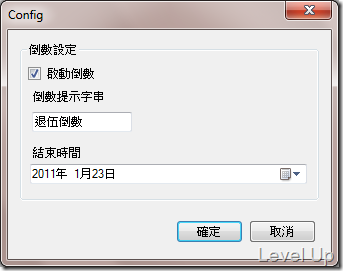 Config
倒數設定
啟動倒數
倒數提示字串
退伍倒數
結束時間
2011年 1月23日
確定 取消
Level Up